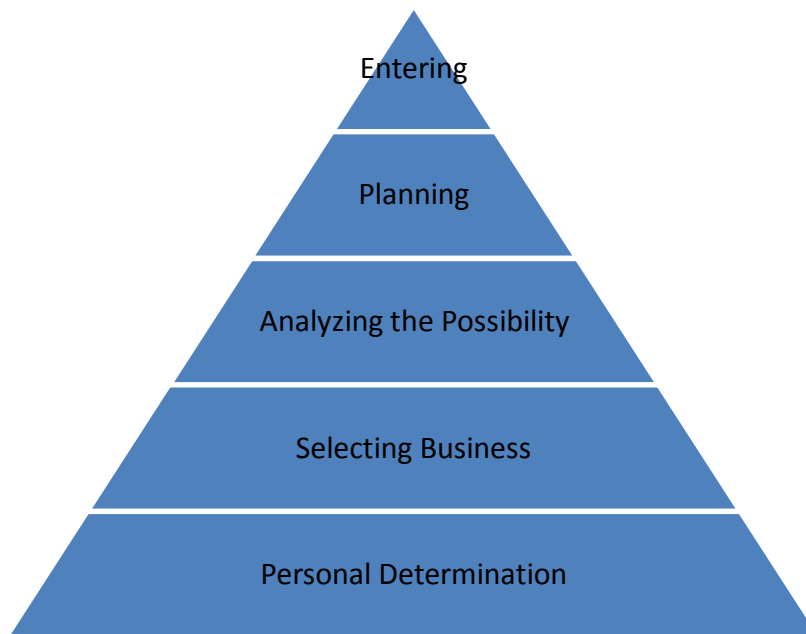 Entering
Planning
Analyzing the Possibility
Selecting Business
Personal Determination